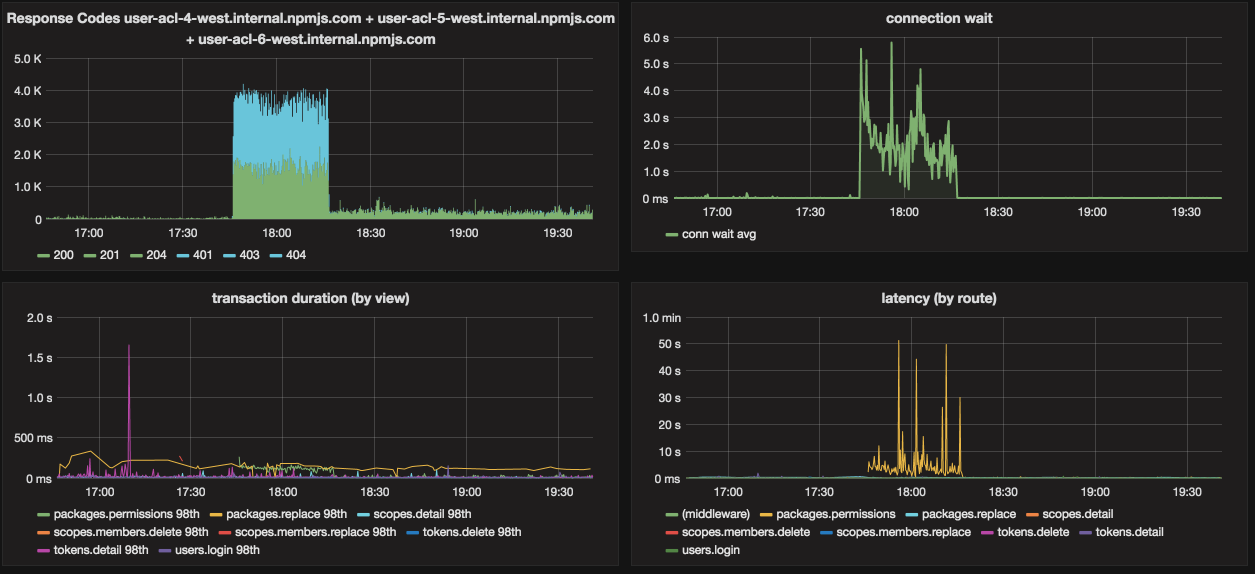 Response Codes user-acl-4-west.internal.npmjs.com + user-acl-5-west.internal.npmjs.com
+ user-acl-6-west.internal.npmjs.com
5.0 K
4.0 K
3.0 K
2.0 K
1.0 K
0
17:00 17:30 18:00 18:30 19:00 19:30
200 201 204 401 403 404
connection wait
6.0 s
5.0 s
4.0 s
3.0 s
2.0 s
1.0 s
0 ms
17:00 17:30 18:00 18:30 19:00 19:30
conn wait avg
transaction duration (by view)
2.0 s
1.5 s
1.0 s
500 ms
0 ms
17:00 17:30 18:00 18:30 19:00 19:30
packages.permissions 98th packages.replace 98th scopes.detail 98th
scopes.members.delete 98th scopes.members.replace 98th tokens.delete 98th
tokens.detail 98th users.login 98th
latency (by route)
1.0 min
50 s
40 s
30 s
20 s
10 s
0 ms
17:00 17:30 18:00 18:30 19:00 19:30
(middleware) packages.permissions packages.replace scopes.detail
scopes.members.delete scopes.members.replace tokens.delete tokens.detail
users.login